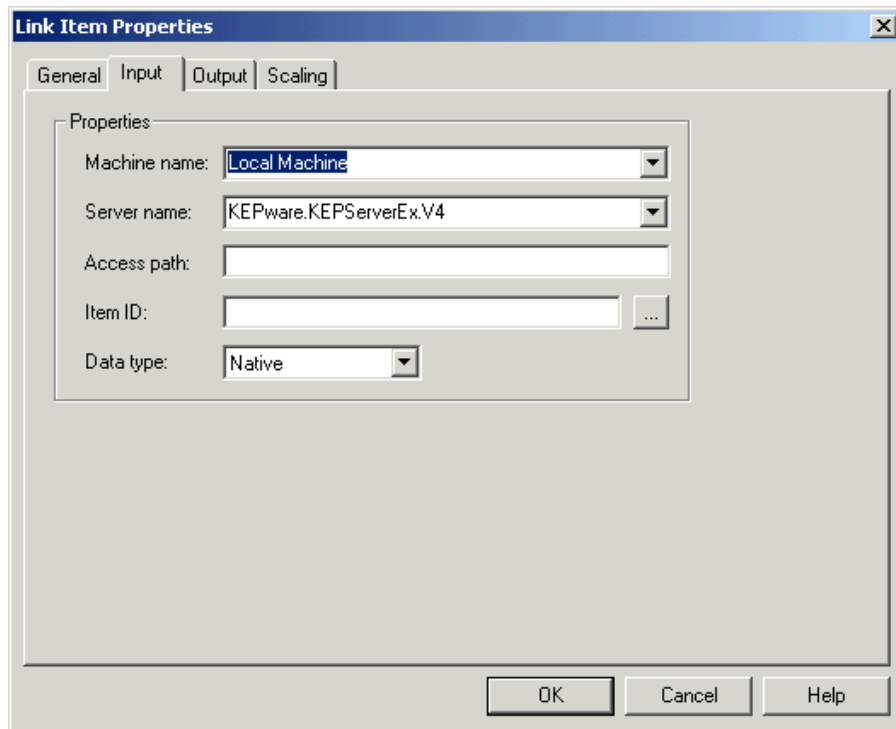 Link Item Properties
General Input Output Scaling
Properties
Machine name: Local Machine
Server name: KEPware.KEPServerEx.V4
Access path:
Item ID: ...
Data type: Native
OK Cancel Help